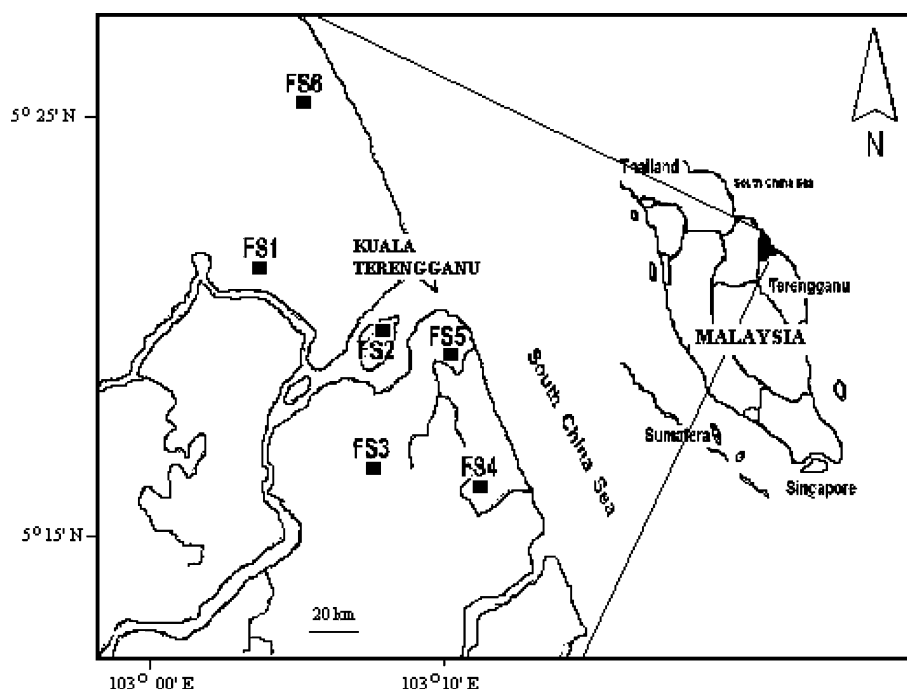 FS6
5° 25' N
N
Thailand
South China Sea
FS1
KUALA
TERENGGANU
Terengganu
FS2
FS5
MALAYSIA
South China Sea
FS3
FS4
Sumatera
Singapore
5° 15' N
20 km
103° 00' E
103° 10' E